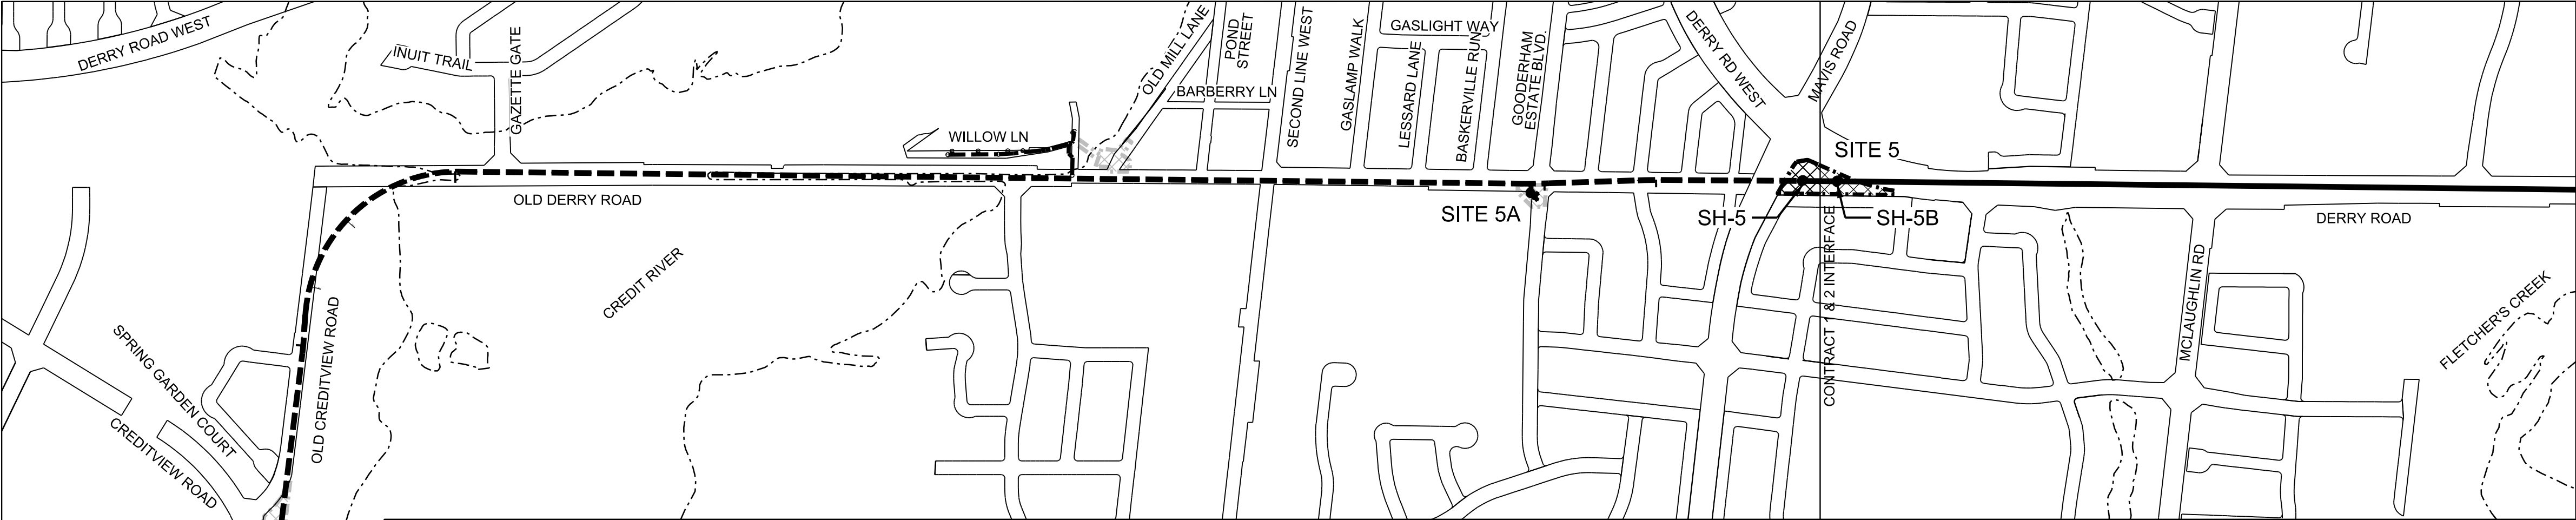 DERRY ROAD WEST
INUIT TRAIL
GAZETTE GATE
WILLOW LN
OLD MILL LANE
POND
STREET
BARBERRY LN
SECOND LINE WEST
GASLAMP WALK
GASLIGHT WAY
LESSARD LANE
BASKERVILLE RUN
GOODERHAM
ESTATE BLVD.
DERRY RD WEST
MAVIS ROAD
SITE 5
OLD DERRY ROAD
SITE 5A
SH-5
SH-5B
DERRY ROAD
CREDIT RIVER
CONTRACT 1 & 2 INTERFACE
MCLAUGHLIN RD
FLETCHER'S CREEK
OLD CREDITVIEW ROAD
SPRING GARDEN COURT
CREDITVIEW ROAD